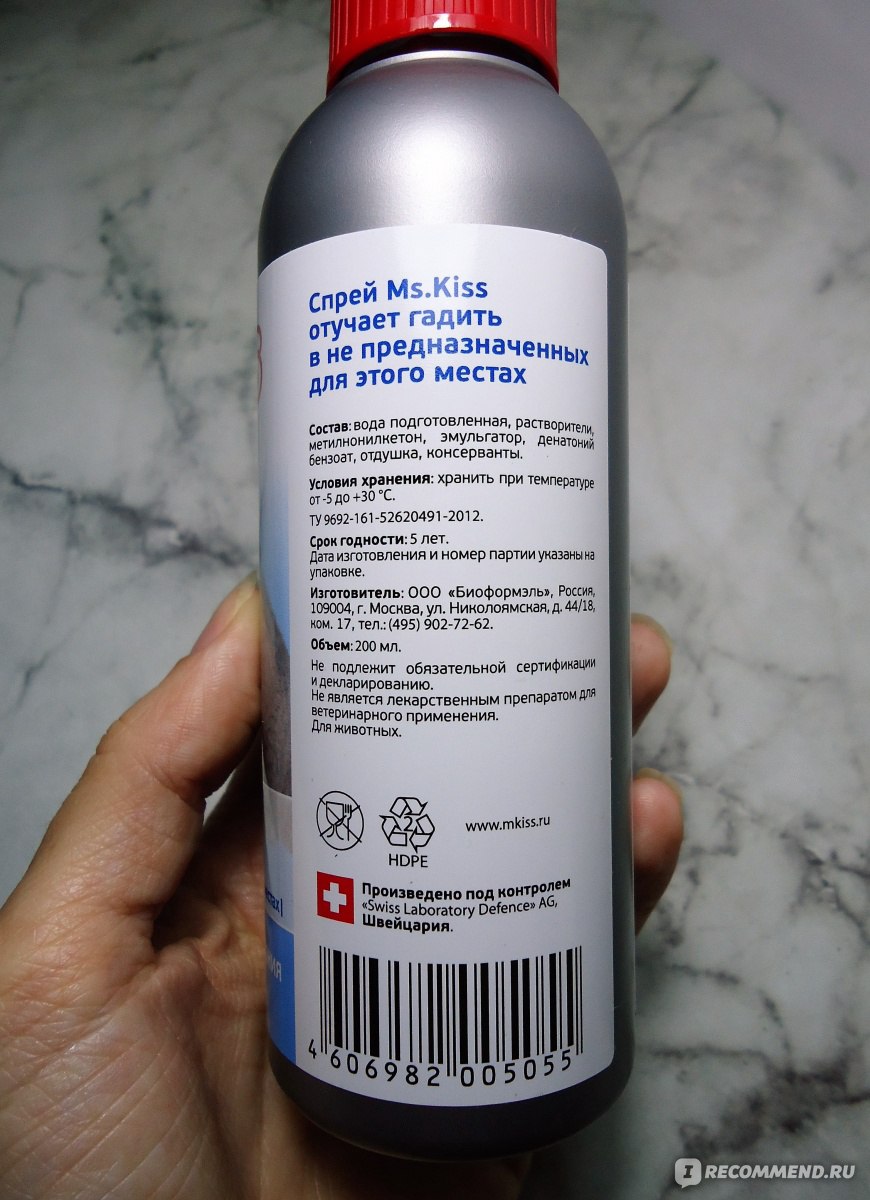 Спрей Ms.Kiss
отучает гадить
в не предназначенных
для этого местах
Состав: вода подготовленная, растворители,
метилнонилкетон, эмульгатор, денатоний
бензоат, отдушка, консерванты.
Условия хранения: хранить при температуре
от -5 до +30 °С.
ТУ 9692-161-52620491-2012.
Срок годности: 5 лет.
Дата изготовления и номер партии указаны на
упаковке.
Изготовитель: ООО «Биоформэль», Россия,
109004, г. Москва, ул. Николоямская, д. 44/18,
ком. 17, тел.: (495) 902-72-62.
Объем: 200 мл.
Не подлежит обязательной сертификации
и декларированию.
Не является лекарственным препаратом для
ветеринарного применения.
Для животных.
2
HDPE
www.mkiss.ru
Произведено под контролем
«Swiss Laboratory Defence» AG,
Швейцария.
4 606982 005055
IRECOMMEND.RU